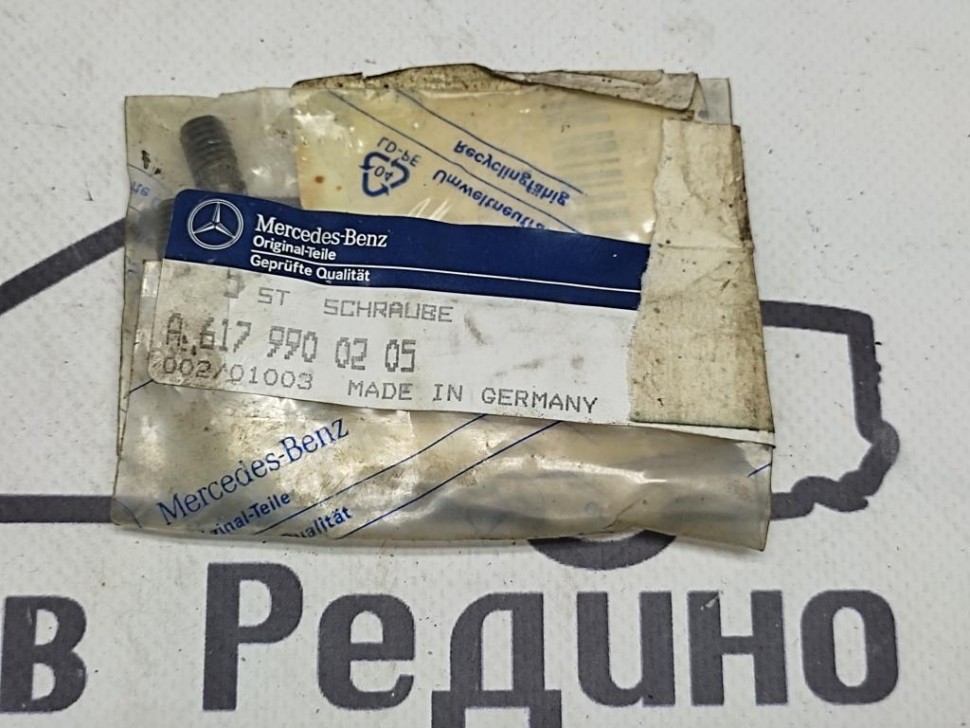 LD-PE
Recyclingfähig
Umweltneutral
Mercedes-Benz
Original-Teile
Geprüfte Qualität
ST SCHRAUBE
A 617 990 02 05
002/01003 MADE IN GERMANY
Mercedes-Benz
Original-Teile
Qualität
в Редино